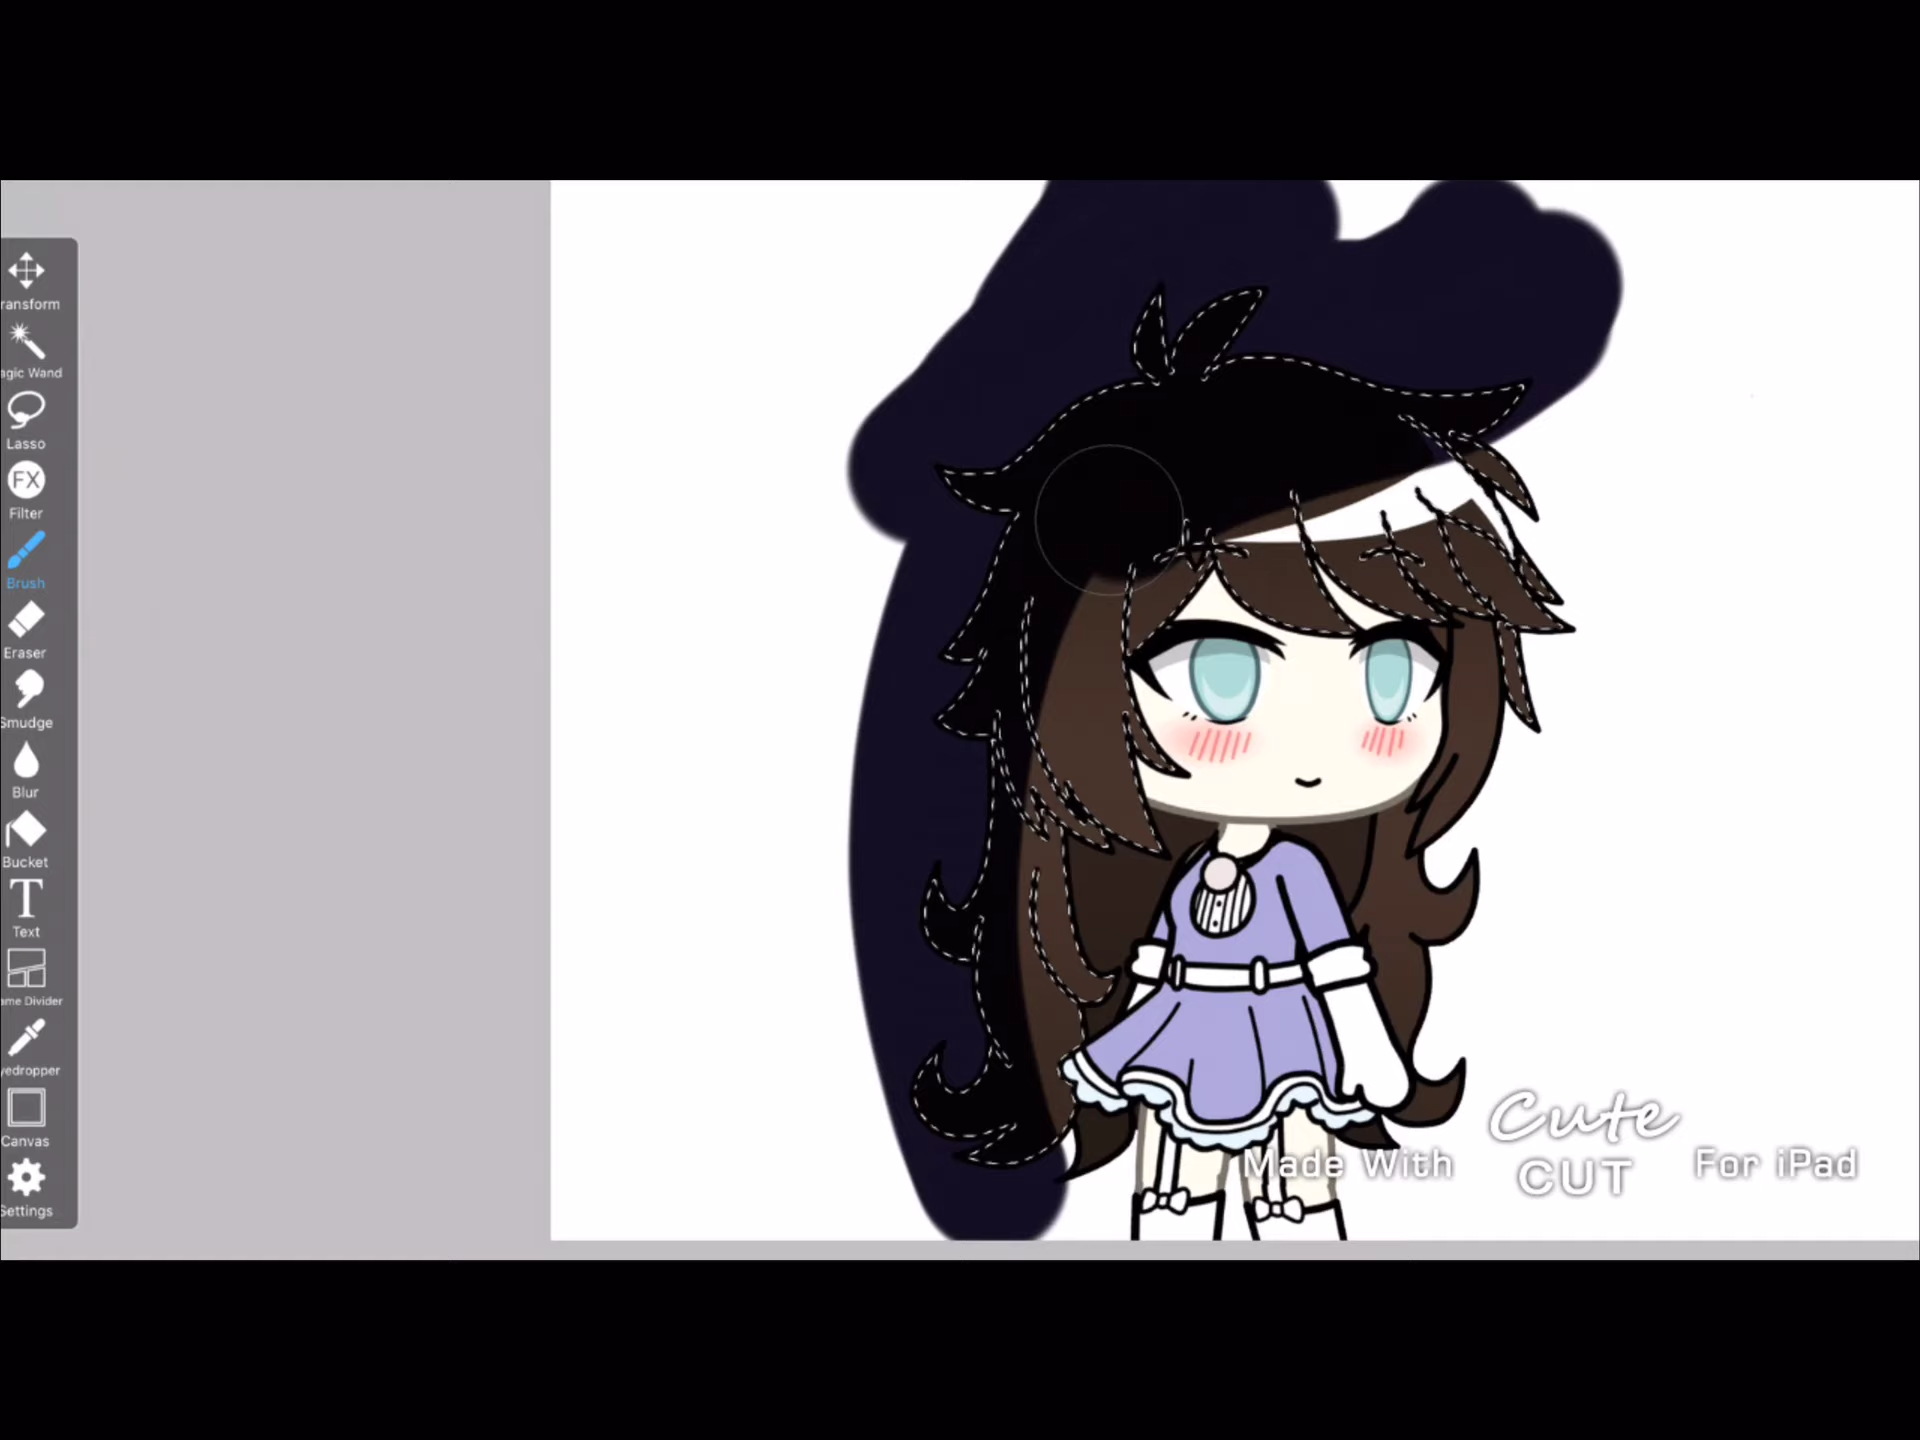 ransform
agic Wand
Lasso
FX
Filter
Brush
Eraser
Smudge
Blur
Bucket
T
Text
ame Divider
yedropper
Canvas
Settings
Made With Cute CUT For iPad